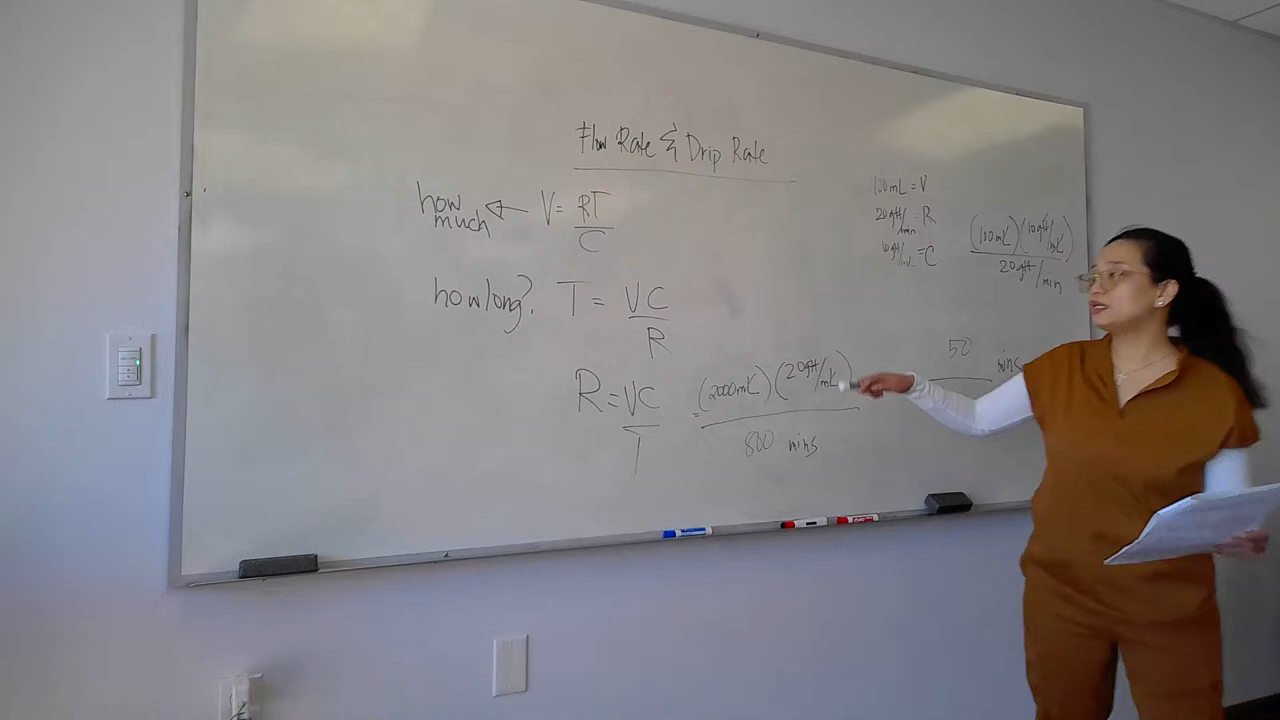 Flow Rate & Drip Rate
how much ← V = RT/C
how long? T = VC/R
R = VC/T = (2000mL)(20gtt/mL)/800 mins
100mL = V
20gtt/min = R
10gtt/mL = C
(100mL)(10gtt/mL)/20gtt/min
50 mins